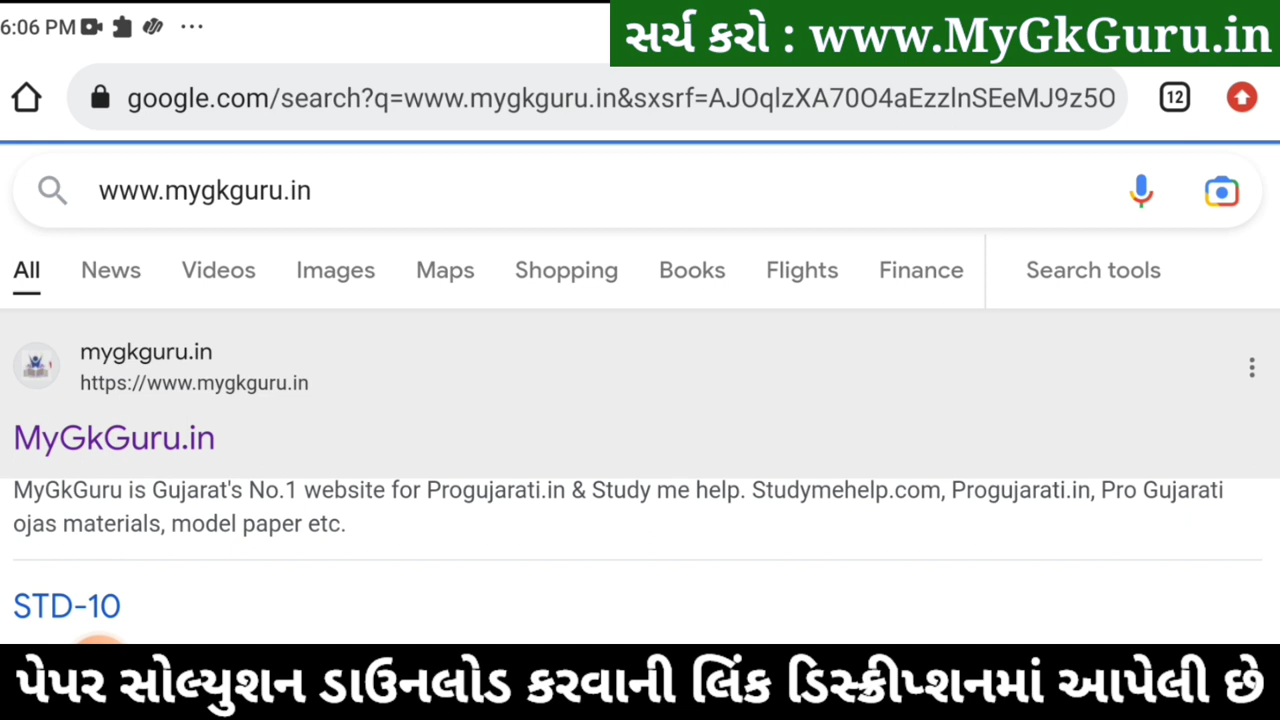 6:06 PM
સર્ચ કરો : www.MyGkGuru.in
google.com/search?q=www.mygkguru.in&sxsrf=AJOqlzXA70O4aEzzlnSEeMJ9z5O
12
www.mygkguru.in
All News Videos Images Maps Shopping Books Flights Finance Search tools
mygkguru.in
https://www.mygkguru.in
MyGkGuru.in
MyGkGuru is Gujarat's No.1 website for Progujarati.in & Study me help. Studymehelp.com, Progujarati.in, Pro Gujarati
ojas materials, model paper etc.
STD-10
પેપર સોલ્યુશન ડાઉનલોડ કરવાની લિંક ડિસ્ક્રીપ્શનમાં આપેલી છે